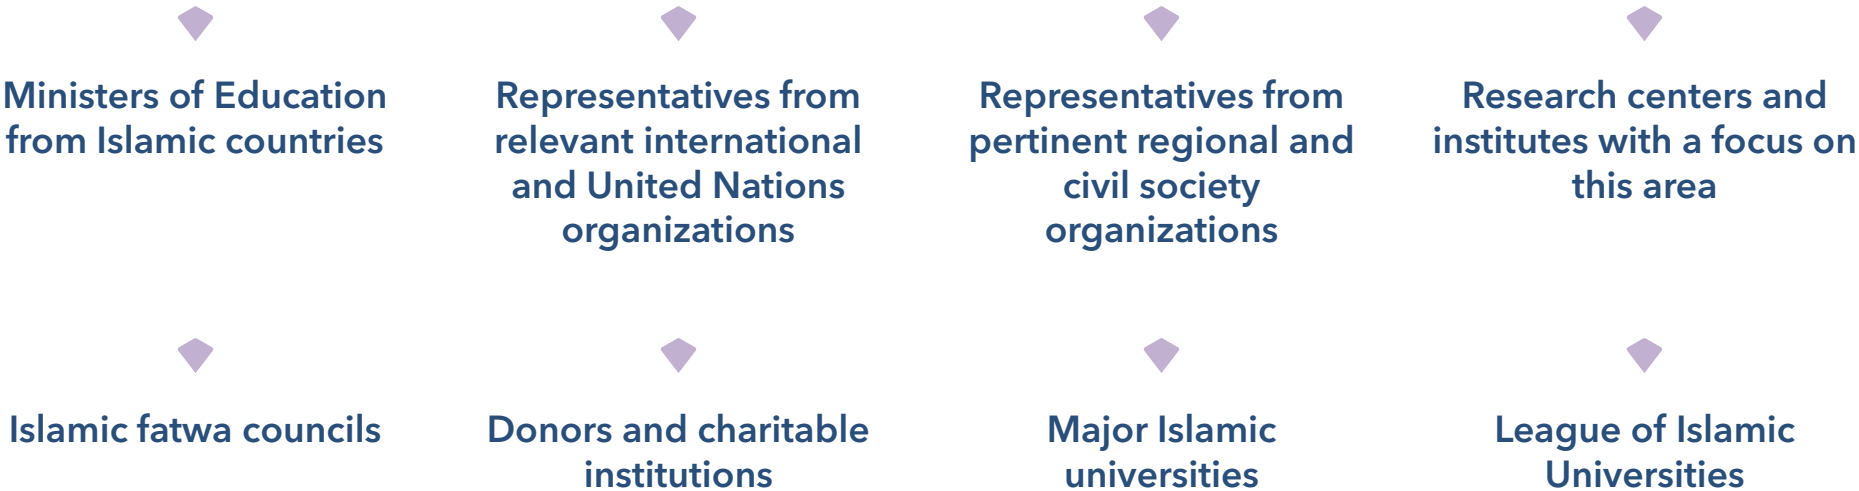 Ministers of Education
from Islamic countries
Representatives from
relevant international
and United Nations
organizations
Representatives from
pertinent regional and
civil society
organizations
Research centers and
institutes with a focus on
this area
Islamic fatwa councils
Donors and charitable
institutions
Major Islamic
universities
League of Islamic
Universities